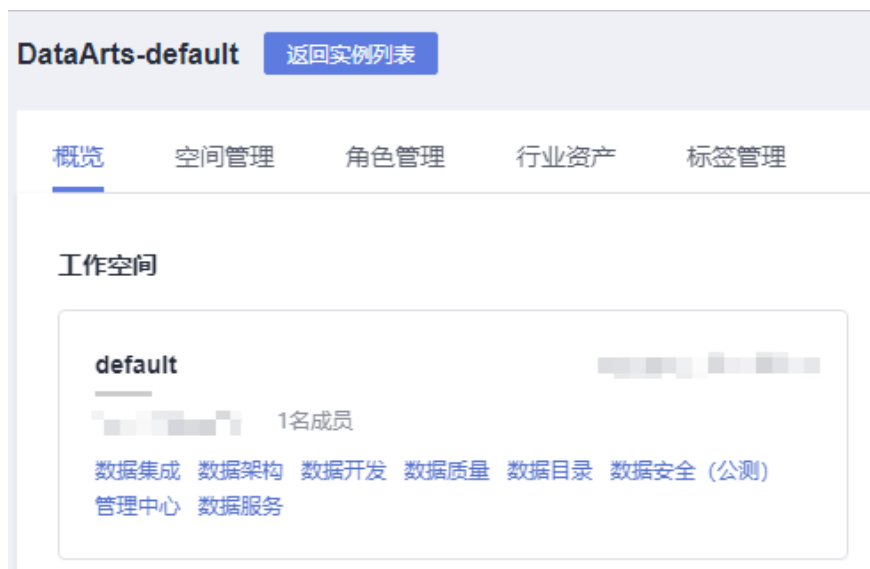 DataArts-default 返回实例列表
概览 空间管理 角色管理 行业资产 标签管理
工作空间
default
1名成员
数据集成 数据架构 数据开发 数据质量 数据目录 数据安全（公测）
管理中心 数据服务